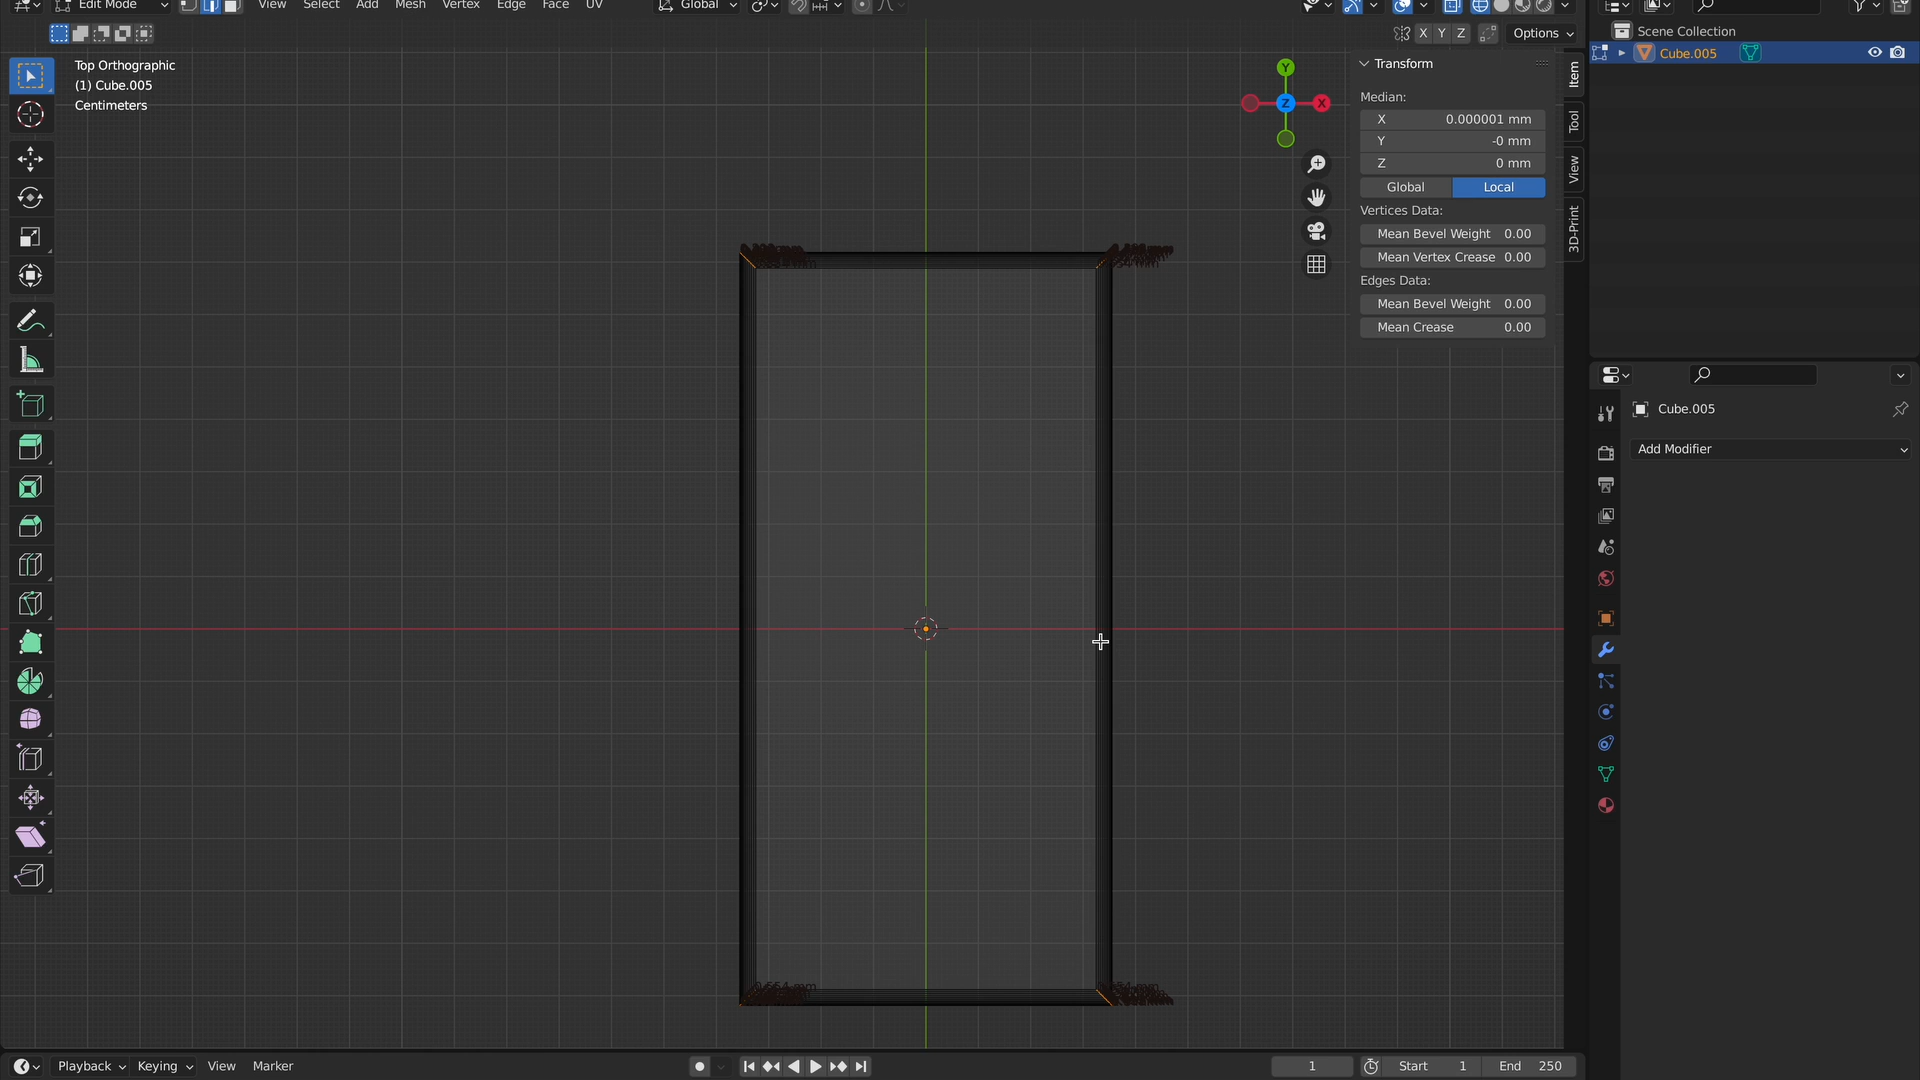 Edit Mode View Select Add Mesh Vertex Edge Face UV Global
X Y Z Options
Top Orthographic
(1) Cube.005
Centimeters
Y
Z X
Transform
Median:
X 0.000001 mm
Y -0 mm
Z 0 mm
Global Local
Vertices Data:
Mean Bevel Weight 0.00
Mean Vertex Crease 0.00
Edges Data:
Mean Bevel Weight 0.00
Mean Crease 0.00
Item
Tool
View
3D-Print
Scene Collection
Cube.005
Cube.005
Add Modifier
Playback Keying View Marker
1 Start 1 End 250